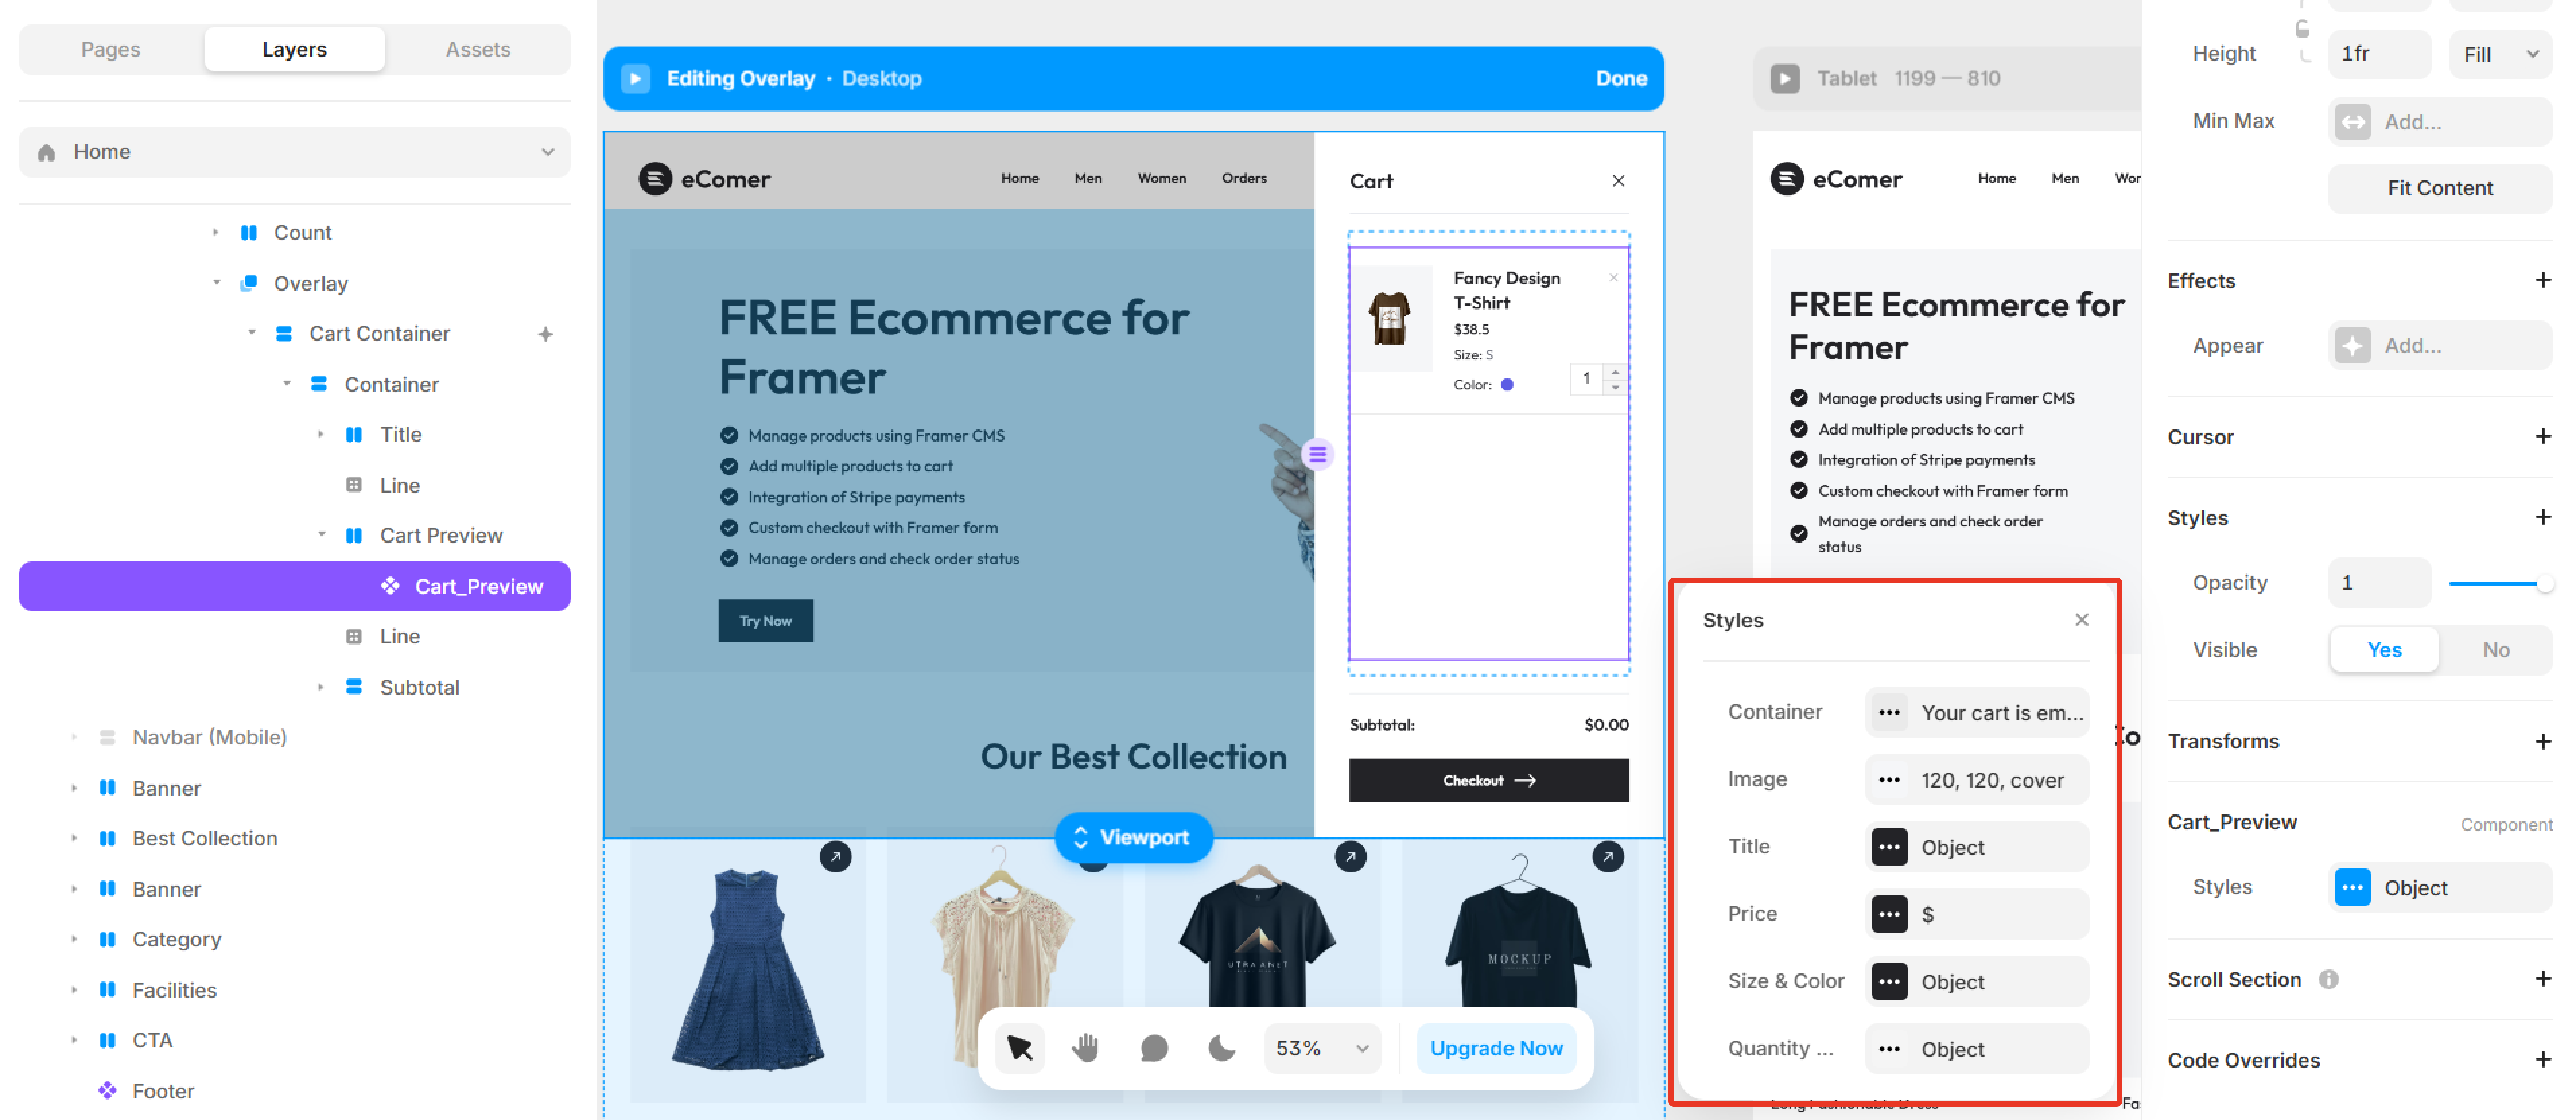 Pages
Layers
Assets
Home
Count
Overlay
Cart Container
Container
Title
Line
Cart Preview
Cart_Preview
Line
Subtotal
Navbar (Mobile)
Banner
Best Collection
Banner
Category
Facilities
CTA
Footer
Editing Overlay · Desktop
Done
eComer
Home
Men
Women
Orders
FREE Ecommerce for
Framer
Manage products using Framer CMS
Add multiple products to cart
Integration of Stripe payments
Custom checkout with Framer form
Manage orders and check order status
Try Now
Our Best Collection
Viewport
UTRA ANET
MOCKUP
Cart
Fancy Design
T-Shirt
$38.5
Size: S
Color:
1
Subtotal:
$0.00
Checkout
53%
Upgrade Now
Tablet 1199 — 810
eComer
Home
Men
FREE Ecommerce for
Framer
Manage products using Framer CMS
Add multiple products to cart
Integration of Stripe payments
Custom checkout with Framer form
Manage orders and check order
status
Styles
Container
Your cart is em...
Image
120, 120, cover
Title
Object
Price
$
Size & Color
Object
Quantity ...
Object
Height
1fr
Fill
Min Max
Add...
Fit Content
Effects
Appear
Add...
Cursor
Styles
Opacity
1
Visible
Yes
No
Transforms
Cart_Preview
Component
Styles
Object
Scroll Section
Code Overrides